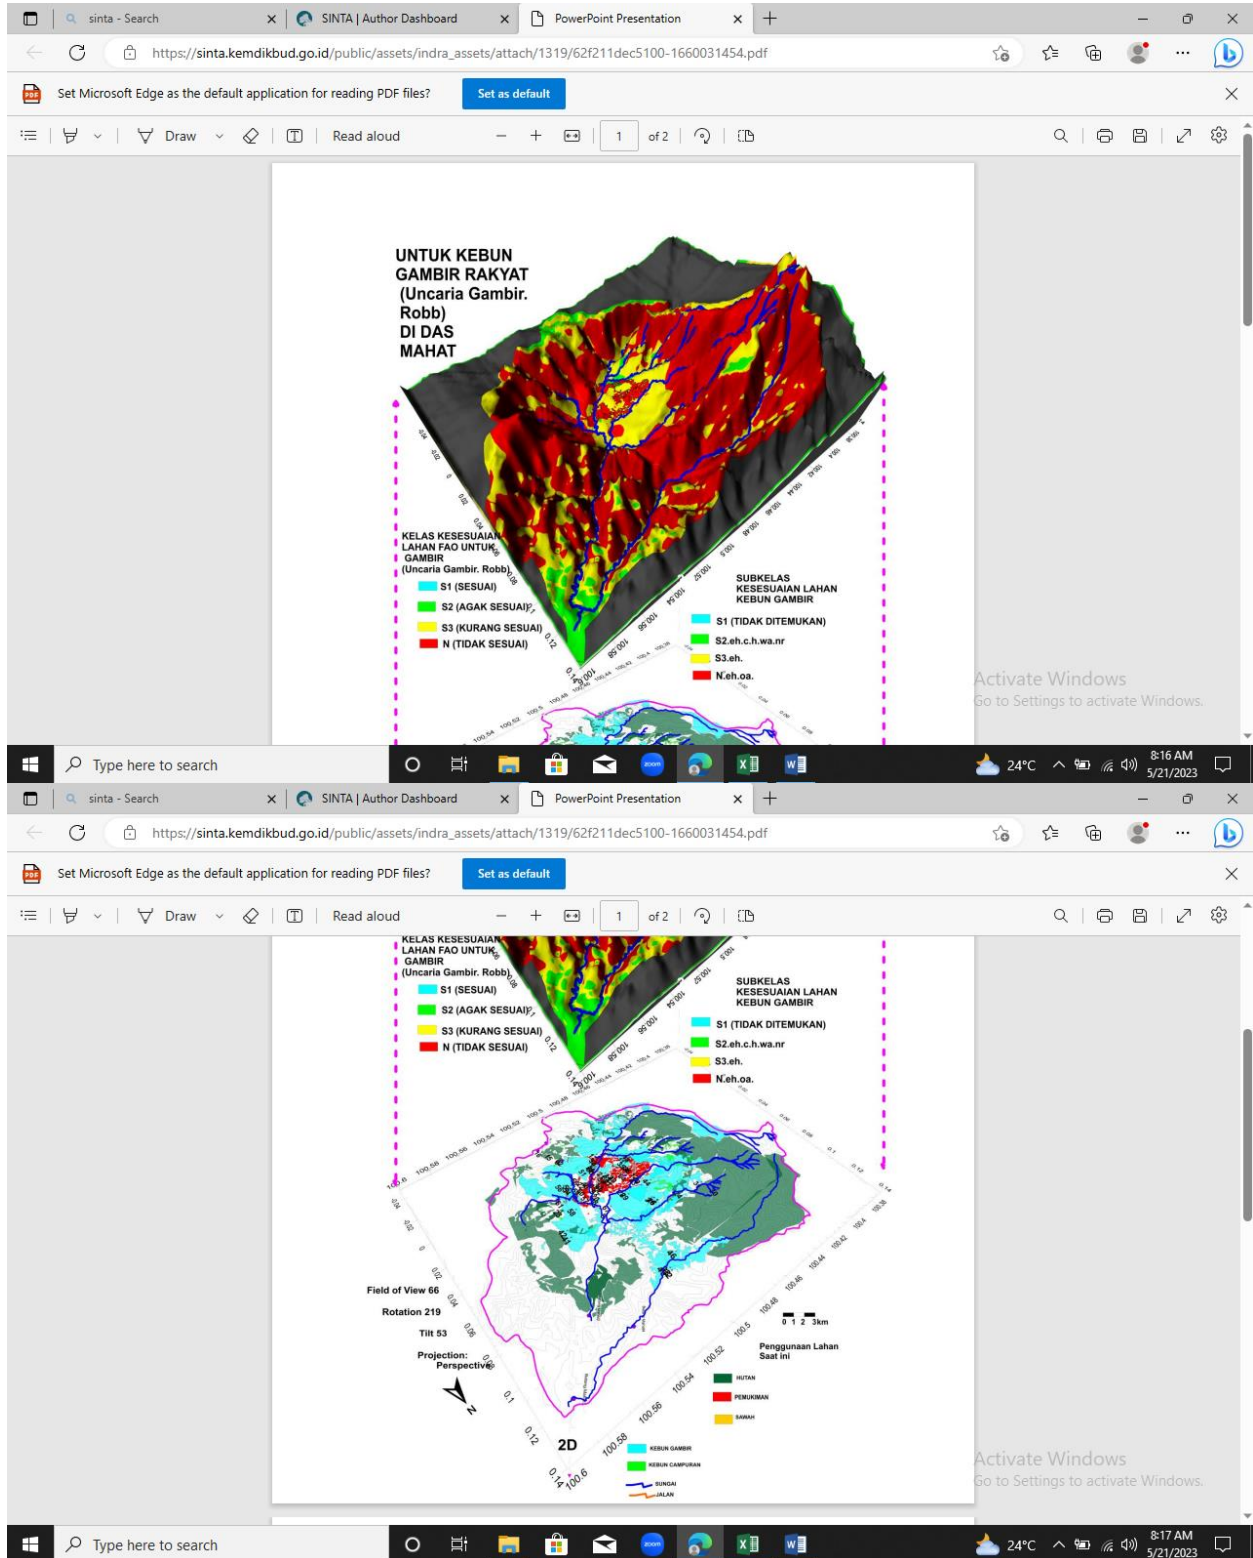 sinta - Search
SINTA | Author Dashboard
PowerPoint Presentation
https://sinta.kemdikbud.go.id/public/assets/indra_assets/attach/1319/62f211dec5100-1660031454.pdf
Set Microsoft Edge as the default application for reading PDF files?
Set as default
Draw
Read aloud
1
of 2
UNTUK KEBUN
GAMBIR RAKYAT
(Uncaria Gambir.
Robb)
DI DAS
MAHAT
KELAS KESESUAIAN
LAHAN FAO UNTUK
GAMBIR
(Uncaria Gambir. Robb)
S1 (SESUAI)
S2 (AGAK SESUAI)
S3 (KURANG SESUAI)
N (TIDAK SESUAI)
SUBKELAS
KESESUAIAN LAHAN
KEBUN GAMBIR
S1 (TIDAK DITEMUKAN)
S2.eh.c.h.wa.nr
S3.eh.
N.eh.oa.
Activate Windows
Go to Settings to activate Windows.
Type here to search
24°C
8:16 AM
5/21/2023
sinta - Search
SINTA | Author Dashboard
PowerPoint Presentation
https://sinta.kemdikbud.go.id/public/assets/indra_assets/attach/1319/62f211dec5100-1660031454.pdf
Set Microsoft Edge as the default application for reading PDF files?
Set as default
Draw
Read aloud
1
of 2
KELAS KESESUAIAN
LAHAN FAO UNTUK
GAMBIR
(Uncaria Gambir. Robb)
S1 (SESUAI)
S2 (AGAK SESUAI)
S3 (KURANG SESUAI)
N (TIDAK SESUAI)
SUBKELAS
KESESUAIAN LAHAN
KEBUN GAMBIR
S1 (TIDAK DITEMUKAN)
S2.eh.c.h.wa.nr
S3.eh.
N.eh.oa.
Field of View 66
Rotation 219
Tilt 53
Projection:
Perspective
N
0 1 2 3km
Penggunaan Lahan
Saat ini
HUTAN
PEMUKIMAN
SAWAH
2D
KEBUN GAMBIR
KEBUN CAMPURAN
SUNGAI
JALAN
Activate Windows
Go to Settings to activate Windows.
Type here to search
24°C
8:17 AM
5/21/2023